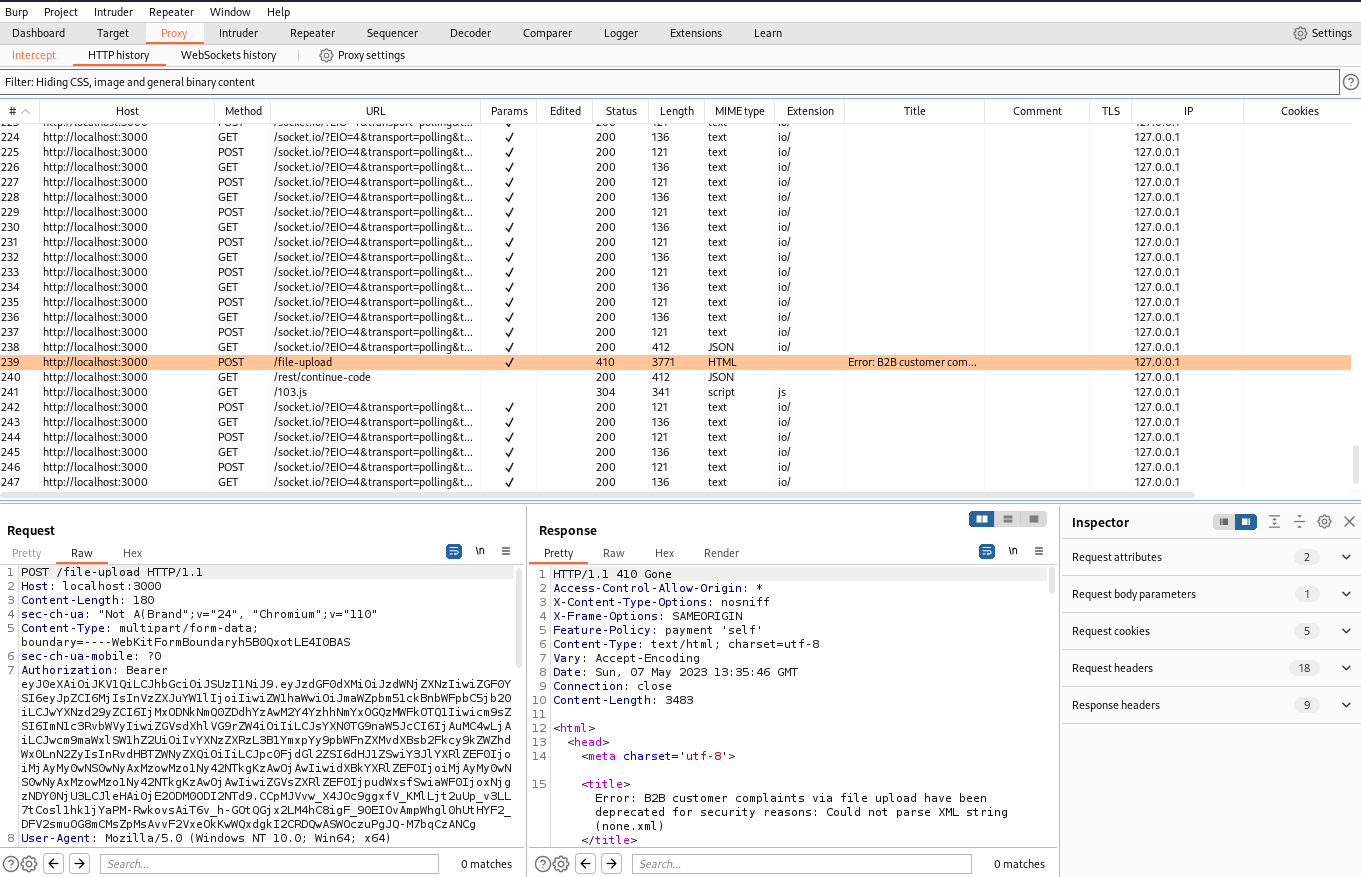 Burp Project Intruder Repeater Window Help
Dashboard Target Proxy Intruder Repeater Sequencer Decoder Comparer Logger Extensions Learn Settings
Intercept HTTP history WebSockets history Proxy settings
Filter: Hiding CSS, image and general binary content
# Host Method URL Params Edited Status Length MIME type Extension Title Comment TLS IP Cookies
223 http://localhost:3000 POST /socket.io/?EIO=4&transport=polling&t... ✓ 200 121 text io/ 127.0.0.1
224 http://localhost:3000 GET /socket.io/?EIO=4&transport=polling&t... ✓ 200 136 text io/ 127.0.0.1
225 http://localhost:3000 POST /socket.io/?EIO=4&transport=polling&t... ✓ 200 121 text io/ 127.0.0.1
226 http://localhost:3000 GET /socket.io/?EIO=4&transport=polling&t... ✓ 200 136 text io/ 127.0.0.1
227 http://localhost:3000 POST /socket.io/?EIO=4&transport=polling&t... ✓ 200 121 text io/ 127.0.0.1
228 http://localhost:3000 GET /socket.io/?EIO=4&transport=polling&t... ✓ 200 136 text io/ 127.0.0.1
229 http://localhost:3000 POST /socket.io/?EIO=4&transport=polling&t... ✓ 200 121 text io/ 127.0.0.1
230 http://localhost:3000 GET /socket.io/?EIO=4&transport=polling&t... ✓ 200 136 text io/ 127.0.0.1
231 http://localhost:3000 POST /socket.io/?EIO=4&transport=polling&t... ✓ 200 121 text io/ 127.0.0.1
232 http://localhost:3000 GET /socket.io/?EIO=4&transport=polling&t... ✓ 200 136 text io/ 127.0.0.1
233 http://localhost:3000 POST /socket.io/?EIO=4&transport=polling&t... ✓ 200 121 text io/ 127.0.0.1
234 http://localhost:3000 GET /socket.io/?EIO=4&transport=polling&t... ✓ 200 136 text io/ 127.0.0.1
235 http://localhost:3000 POST /socket.io/?EIO=4&transport=polling&t... ✓ 200 121 text io/ 127.0.0.1
236 http://localhost:3000 GET /socket.io/?EIO=4&transport=polling&t... ✓ 200 136 text io/ 127.0.0.1
237 http://localhost:3000 POST /socket.io/?EIO=4&transport=polling&t... ✓ 200 121 text io/ 127.0.0.1
238 http://localhost:3000 GET /socket.io/?EIO=4&transport=polling&t... ✓ 200 412 JSON io/ 127.0.0.1
239 http://localhost:3000 POST /file-upload ✓ 410 3771 HTML Error: B2B customer com... 127.0.0.1
240 http://localhost:3000 GET /rest/continue-code 200 412 JSON 127.0.0.1
241 http://localhost:3000 GET /103.js 304 341 script js 127.0.0.1
242 http://localhost:3000 POST /socket.io/?EIO=4&transport=polling&t... ✓ 200 121 text io/ 127.0.0.1
243 http://localhost:3000 GET /socket.io/?EIO=4&transport=polling&t... ✓ 200 136 text io/ 127.0.0.1
244 http://localhost:3000 POST /socket.io/?EIO=4&transport=polling&t... ✓ 200 121 text io/ 127.0.0.1
245 http://localhost:3000 GET /socket.io/?EIO=4&transport=polling&t... ✓ 200 136 text io/ 127.0.0.1
246 http://localhost:3000 POST /socket.io/?EIO=4&transport=polling&t... ✓ 200 121 text io/ 127.0.0.1
247 http://localhost:3000 GET /socket.io/?EIO=4&transport=polling&t... ✓ 200 136 text io/ 127.0.0.1
Request
Pretty Raw Hex \n
1 POST /file-upload HTTP/1.1
2 Host: localhost:3000
3 Content-Length: 180
4 sec-ch-ua: "Not A(Brand";v="24", "Chromium";v="110"
5 Content-Type: multipart/form-data;
boundary=----WebKitFormBoundaryh5B0QxotLE4I0BAS
6 sec-ch-ua-mobile: ?0
7 Authorization: Bearer
8 User-Agent: Mozilla/5.0 (Windows NT 10.0; Win64; x64)
Search... 0 matches
Response
Pretty Raw Hex Render \n
1 HTTP/1.1 410 Gone
2 Access-Control-Allow-Origin: *
3 X-Content-Type-Options: nosniff
4 X-Frame-Options: SAMEORIGIN
5 Feature-Policy: payment 'self'
6 Content-Type: text/html; charset=utf-8
7 Vary: Accept-Encoding
8 Date: Sun, 07 May 2023 13:35:46 GMT
9 Connection: close
10 Content-Length: 3483
11
12 <html>
13 <head>
14 <meta charset='utf-8'>
15 <title>
Error: B2B customer complaints via file upload have been
deprecated for security reasons: Could not parse XML string
(none.xml)
</title>
Search... 0 matches
Inspector
Request attributes 2
Request body parameters 1
Request cookies 5
Request headers 18
Response headers 9